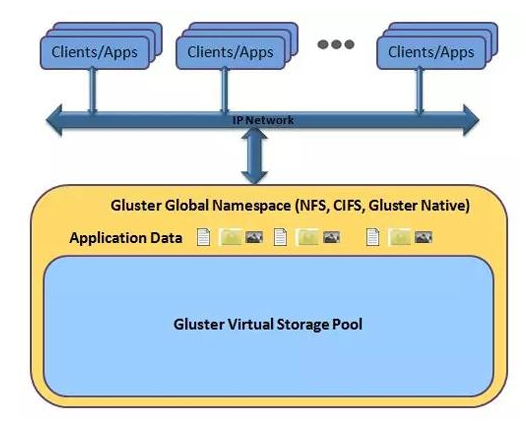 Clients/Apps
Clients/Apps
Clients/Apps
IP Network
Gluster Global Namespace (NFS, CIFS, Gluster Native)
Application Data
Gluster Virtual Storage Pool